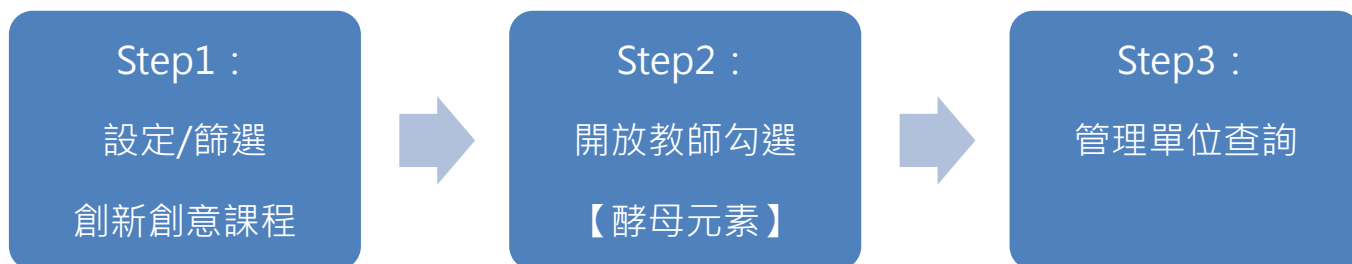 Step1：
設定/篩選
創新創意課程
Step2：
開放教師勾選
【酵母元素】
Step3：
管理單位查詢